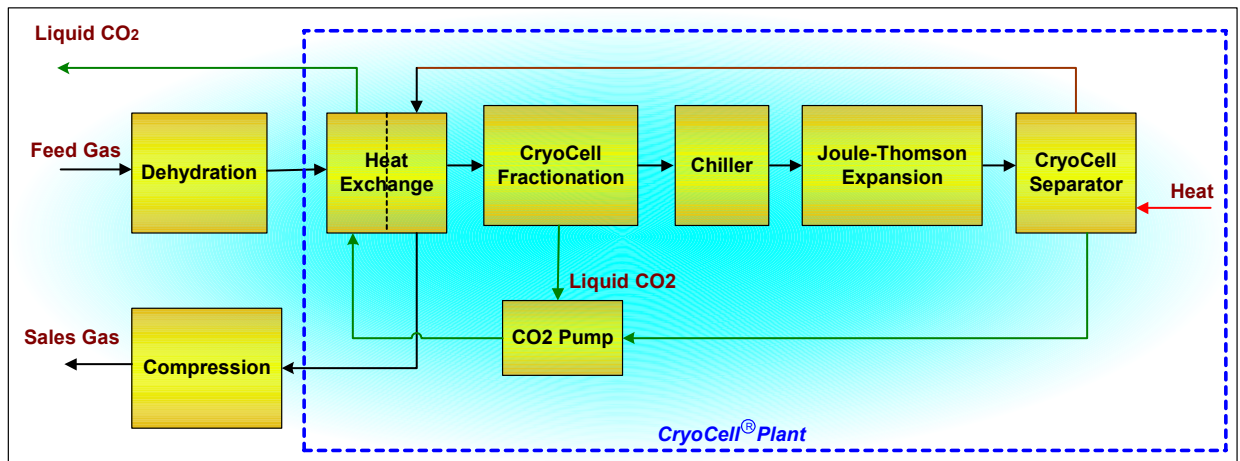 Liquid CO2
Feed Gas
Dehydration
Heat
Exchange
CryoCell
Fractionation
Chiller
Joule-Thomson
Expansion
CryoCell
Separator
Heat
Liquid CO2
CO2 Pump
Sales Gas
Compression
CryoCell® Plant